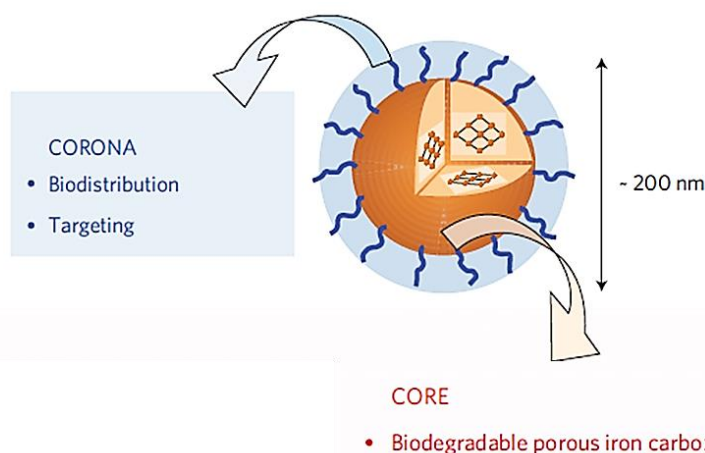 CORONA
• Biodistribution
• Targeting
~ 200 nm
CORE
• Biodegradable porous iron